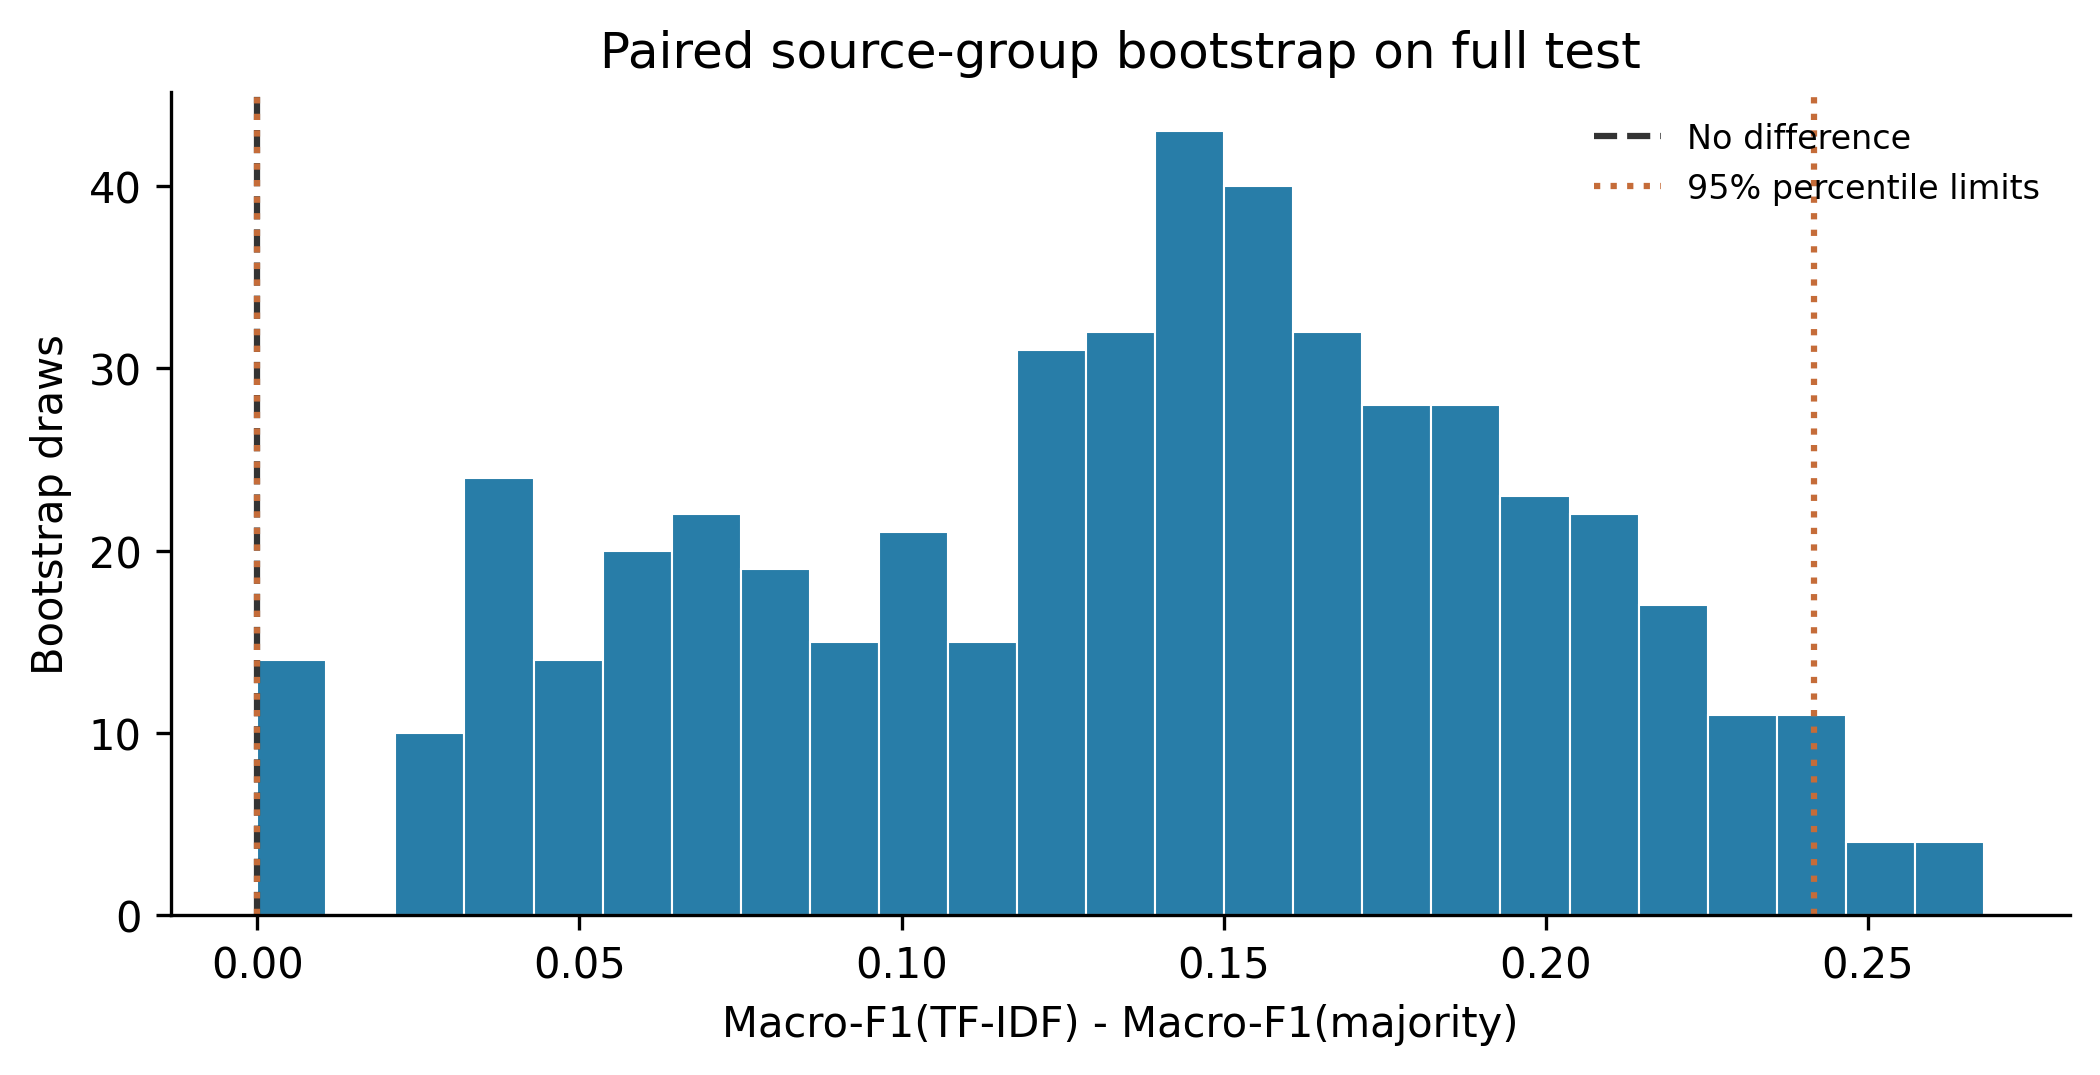 Paired source-group bootstrap on full test
No difference
95% percentile limits
Bootstrap draws
40
30
20
10
0
0.00 0.05 0.10 0.15 0.20 0.25
Macro-F1(TF-IDF) - Macro-F1(majority)